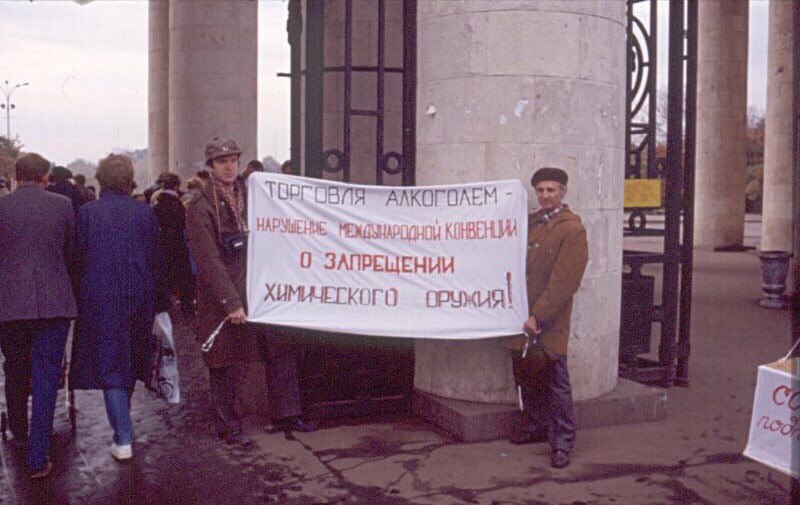 ТОРГОВЛЯ АЛКОГОЛЕМ -
НАРУШЕНИЕ МЕЖДУНАРОДНОЙ КОНВЕНЦИИ
О ЗАПРЕЩЕНИИ
ХИМИЧЕСКОГО ОРУЖИЯ!